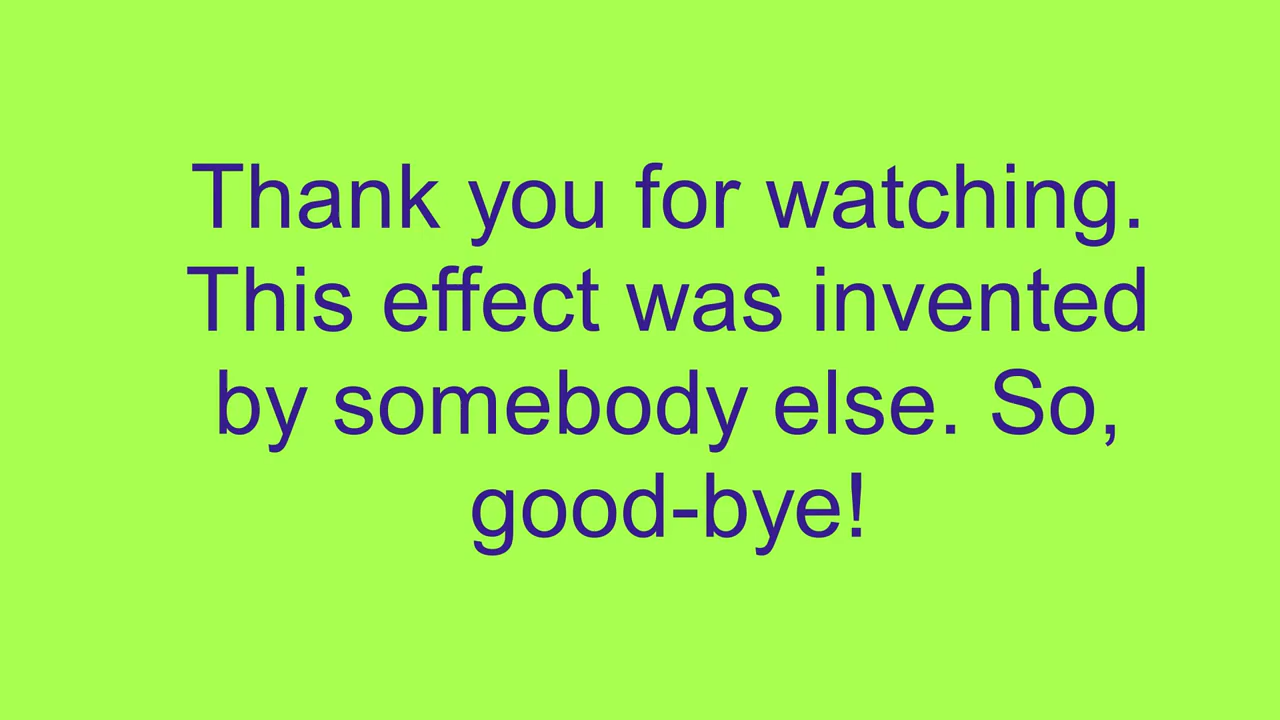 Thank you for watching.
This effect was invented
by somebody else. So,
good-bye!